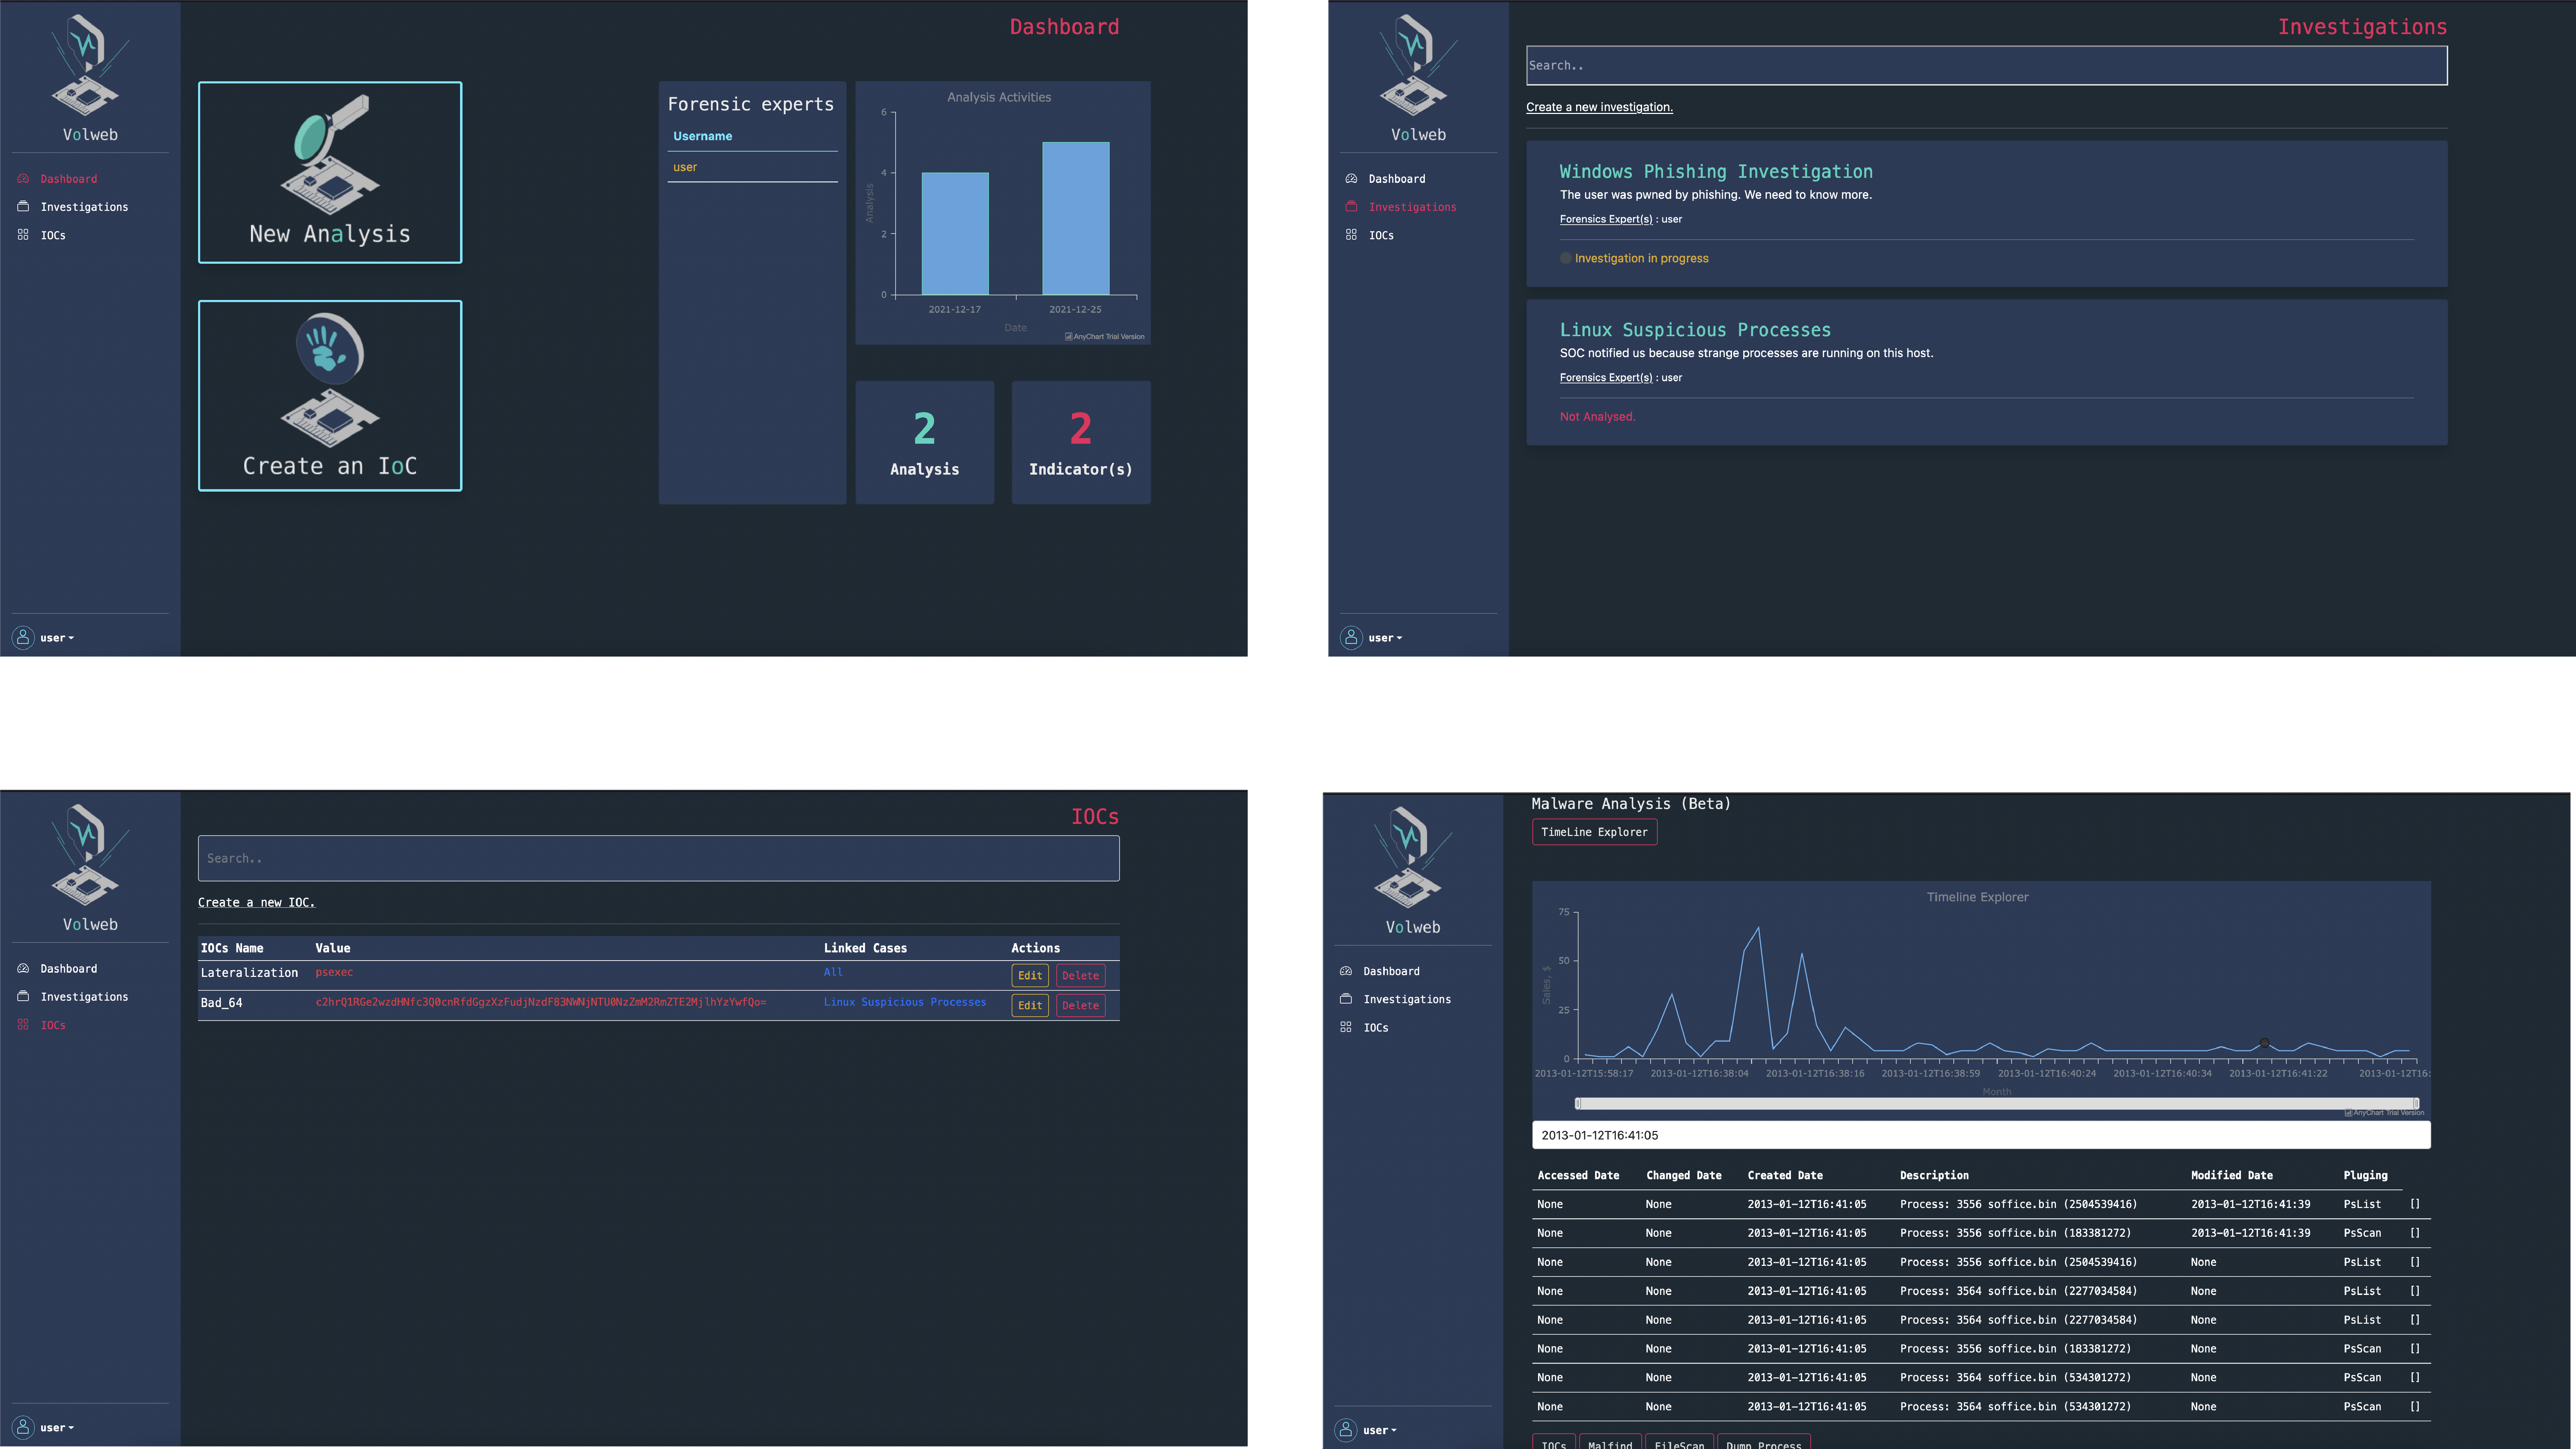 Dashboard
Volweb
Dashboard
Investigations
IOCs
user
New Analysis
Create an IoC
Forensic experts
Username
user
Analysis Activities
6
4
2
0
Analysis
2021-12-17
2021-12-25
Date
AnyChart Trial Version
2
Analysis
2
Indicator(s)
Investigations
Volweb
Dashboard
Investigations
IOCs
user
Search..
Create a new investigation.
Windows Phishing Investigation
The user was pwned by phishing. We need to know more.
Forensics Expert(s) : user
Investigation in progress
Linux Suspicious Processes
SOC notified us because strange processes are running on this host.
Forensics Expert(s) : user
Not Analysed.
IOCs
Volweb
Dashboard
Investigations
IOCs
user
Search..
Create a new IOC.
IOCs Name Value Linked Cases Actions
Lateralization psexec All Edit Delete
Bad_64 Linux Suspicious Processes Edit Delete
Volweb
Dashboard
Investigations
IOCs
user
Malware Analysis (Beta)
TimeLine Explorer
Timeline Explorer
75
50
25
0
Sales, $
2013-01-12T15:58:17 2013-01-12T16:38:04 2013-01-12T16:38:16 2013-01-12T16:38:59 2013-01-12T16:40:24 2013-01-12T16:40:34 2013-01-12T16:41:22 2013-01-12T16:
Month
AnyChart Trial Version
2013-01-12T16:41:05
Accessed Date Changed Date Created Date Description Modified Date Pluging
None None 2013-01-12T16:41:05 Process: 3556 soffice.bin (2504539416) 2013-01-12T16:41:39 PsList []
None None 2013-01-12T16:41:05 Process: 3556 soffice.bin (183381272) 2013-01-12T16:41:39 PsScan []
None None 2013-01-12T16:41:05 Process: 3556 soffice.bin (2504539416) None PsList []
None None 2013-01-12T16:41:05 Process: 3564 soffice.bin (2277034584) None PsList []
None None 2013-01-12T16:41:05 Process: 3564 soffice.bin (2277034584) None PsList []
None None 2013-01-12T16:41:05 Process: 3556 soffice.bin (183381272) None PsScan []
None None 2013-01-12T16:41:05 Process: 3564 soffice.bin (534301272) None PsScan []
None None 2013-01-12T16:41:05 Process: 3564 soffice.bin (534301272) None PsScan []
IOCs Malfind FileScan Dump Process